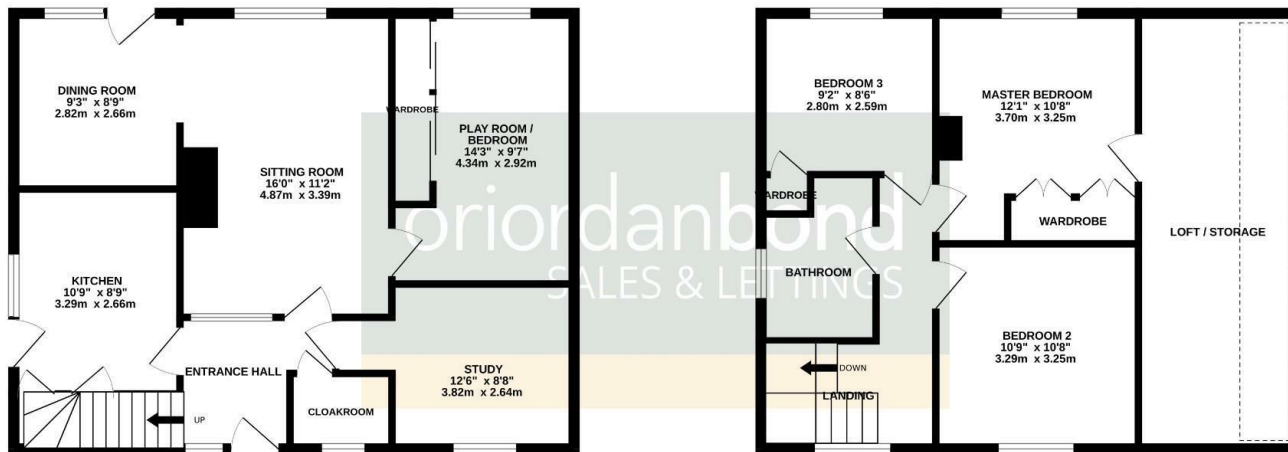 DINING ROOM
9'3" x 8'9"
2.82m x 2.66m
SITTING ROOM
16'0" x 11'2"
4.87m x 3.39m
WARDROBE
PLAY ROOM /
BEDROOM
14'3" x 9'7"
4.34m x 2.92m
KITCHEN
10'9" x 8'9"
3.29m x 2.66m
ENTRANCE HALL
UP
CLOAKROOM
STUDY
12'6" x 8'8"
3.82m x 2.64m
BEDROOM 3
9'2" x 8'6"
2.80m x 2.59m
MASTER BEDROOM
12'1" x 10'8"
3.70m x 3.25m
WARDROBE
WARDROBE
LOFT / STORAGE
BATHROOM
BEDROOM 2
10'9" x 10'8"
3.29m x 3.25m
DOWN
LANDING
oriordanbond
SALES & LETTINGS